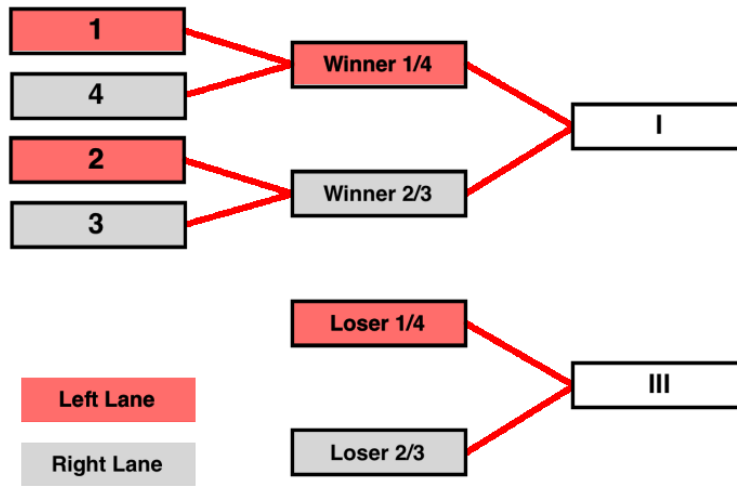 1
Winner 1/4
4
I
2
Winner 2/3
3
Loser 1/4
III
Left Lane
Loser 2/3
Right Lane